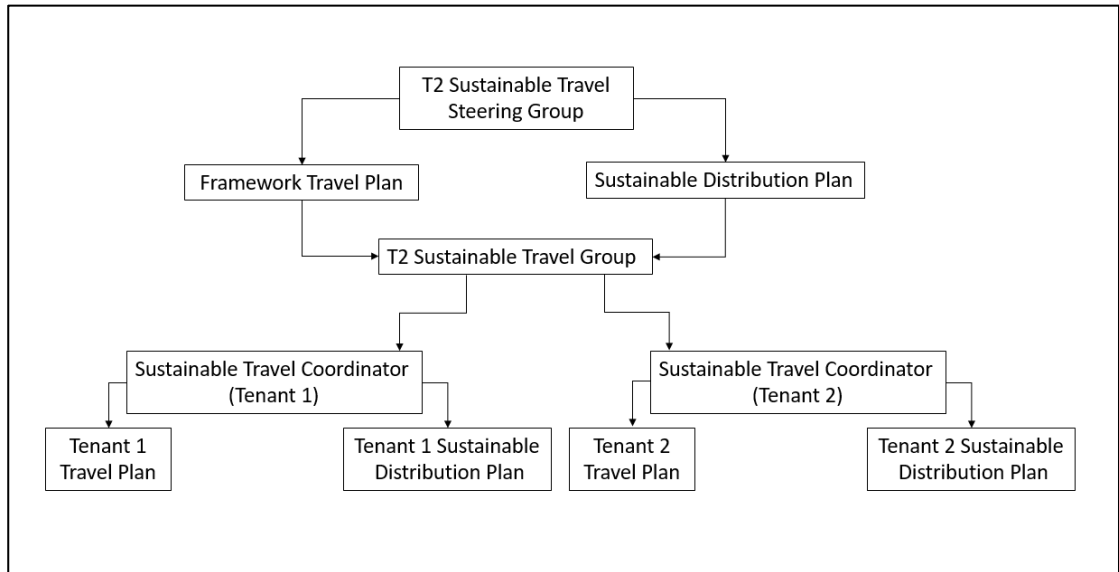 T2 Sustainable Travel
Steering Group
Framework Travel Plan
Sustainable Distribution Plan
T2 Sustainable Travel Group
Sustainable Travel Coordinator
(Tenant 1)
Sustainable Travel Coordinator
(Tenant 2)
Tenant 1
Travel Plan
Tenant 1 Sustainable
Distribution Plan
Tenant 2
Travel Plan
Tenant 2 Sustainable
Distribution Plan